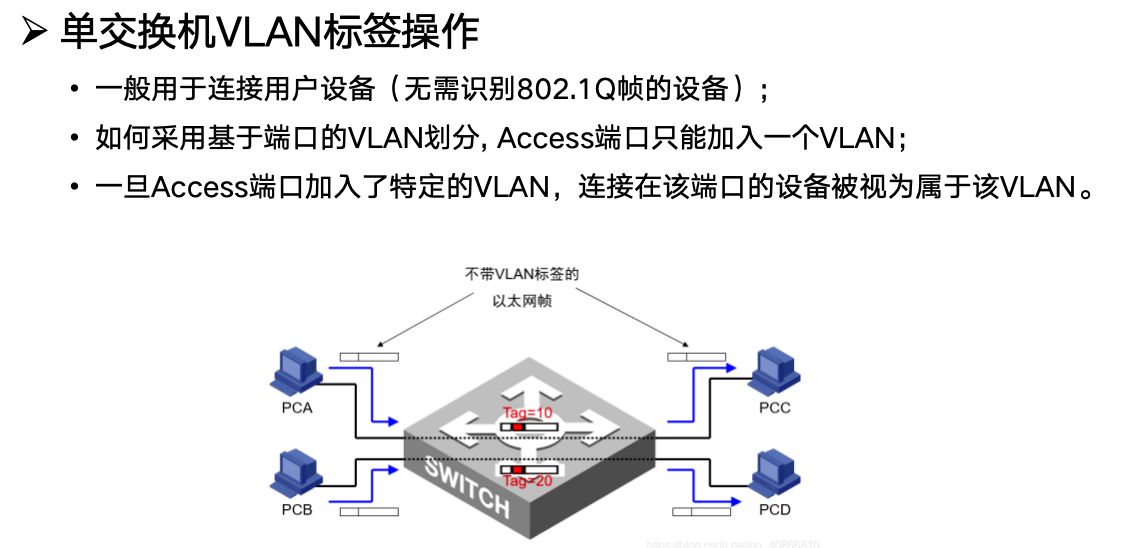 ➢ 单交换机VLAN标签操作
• 一般用于连接用户设备（无需识别802.1Q帧的设备）;
• 如何采用基于端口的VLAN划分, Access端口只能加入一个VLAN;
• 一旦Access端口加入了特定的VLAN，连接在该端口的设备被视为属于该VLAN。
不带VLAN标签的
以太网帧
PCA
PCC
Tag=10
SWITCH
Tag=20
PCB
PCD